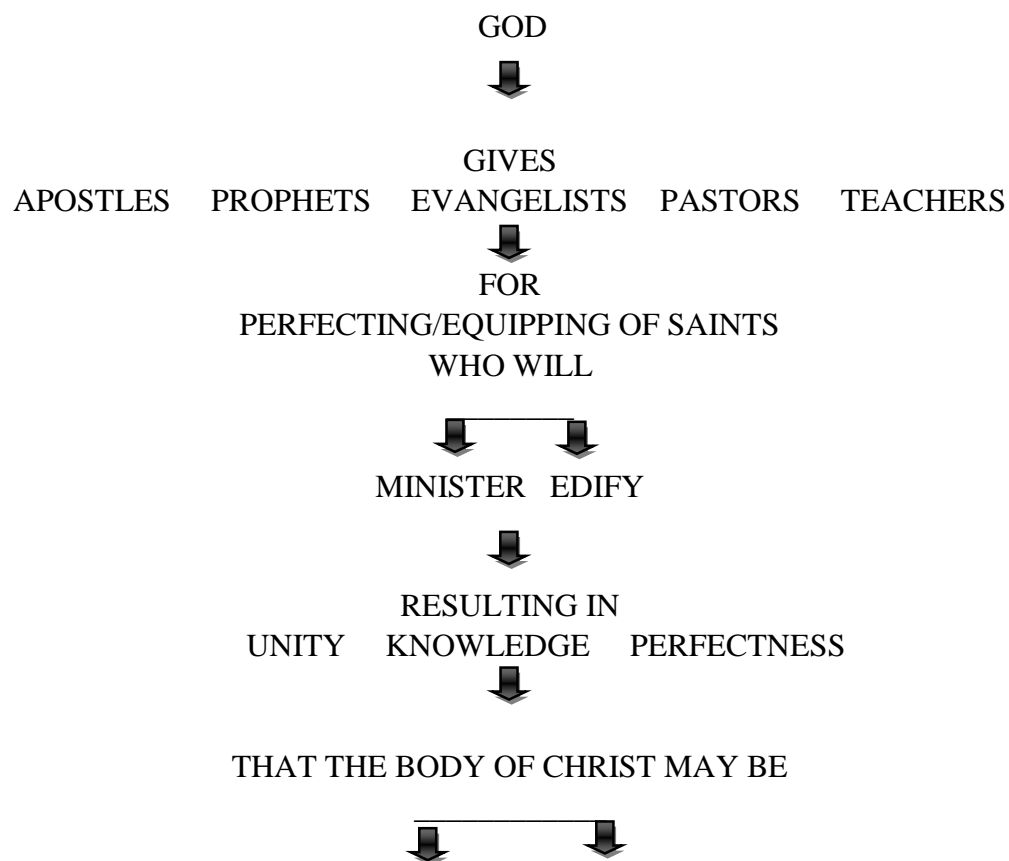 GOD
GIVES
APOSTLES PROPHETS EVANGELISTS PASTORS TEACHERS
FOR
PERFECTING/EQUIPPING OF SAINTS
WHO WILL
MINISTER EDIFY
RESULTING IN
UNITY KNOWLEDGE PERFECTNESS
THAT THE BODY OF CHRIST MAY BE